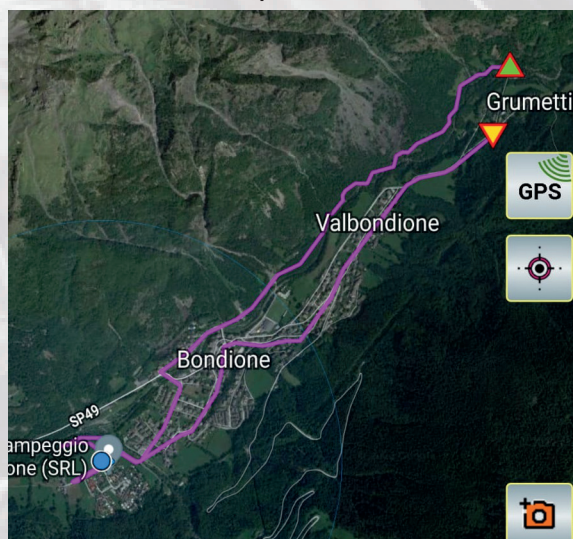 Grumetti
GPS
Valbondione
Bondione
SP49
ampeggio
one (SRL)